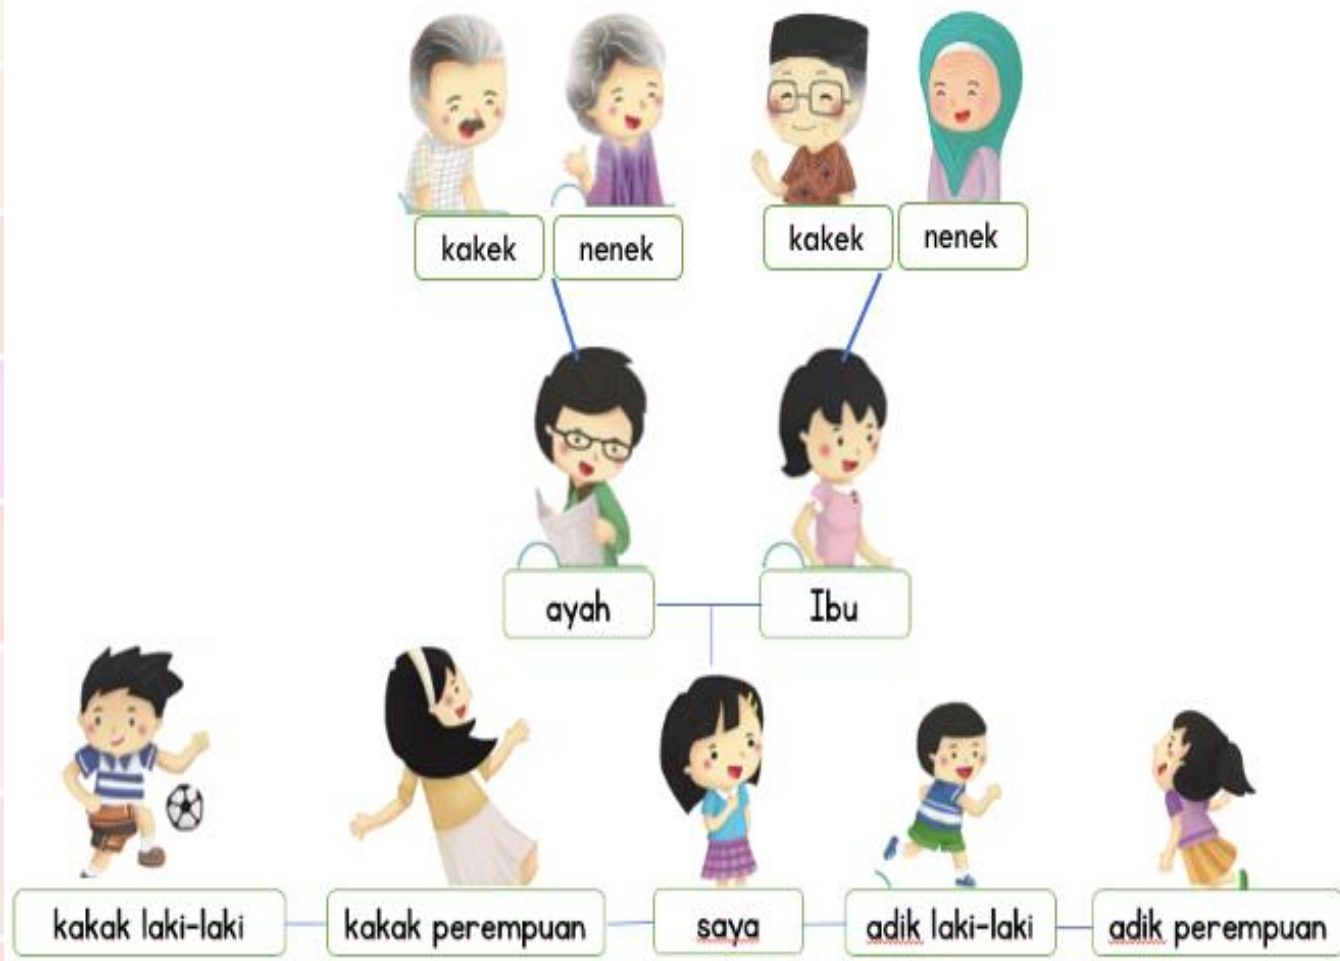 kakek
nenek
kakek
nenek
ayah
Ibu
kakak laki-laki
kakak perempuan
saya
adik laki-laki
adik perempuan